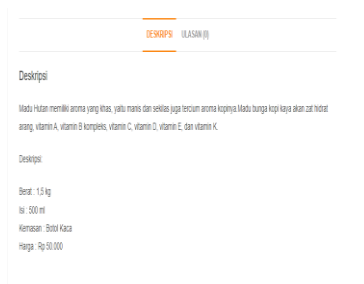 DESKRIPSI ULASAN (0)
Deskripsi
Madu Hutan memiliki aroma yang khas, yaitu manis dan sekilas juga tercium aroma kopinya.Madu bunga kopi kaya akan zat hidrat
arang, vitamin A, vitamin B kompleks, vitamin C, vitamin D, vitamin E, dan vitamin K.
Deskripsi:
Berat : 1,5 kg
Isi : 500 ml
Kemasan : Botol Kaca
Harga : Rp 50.000